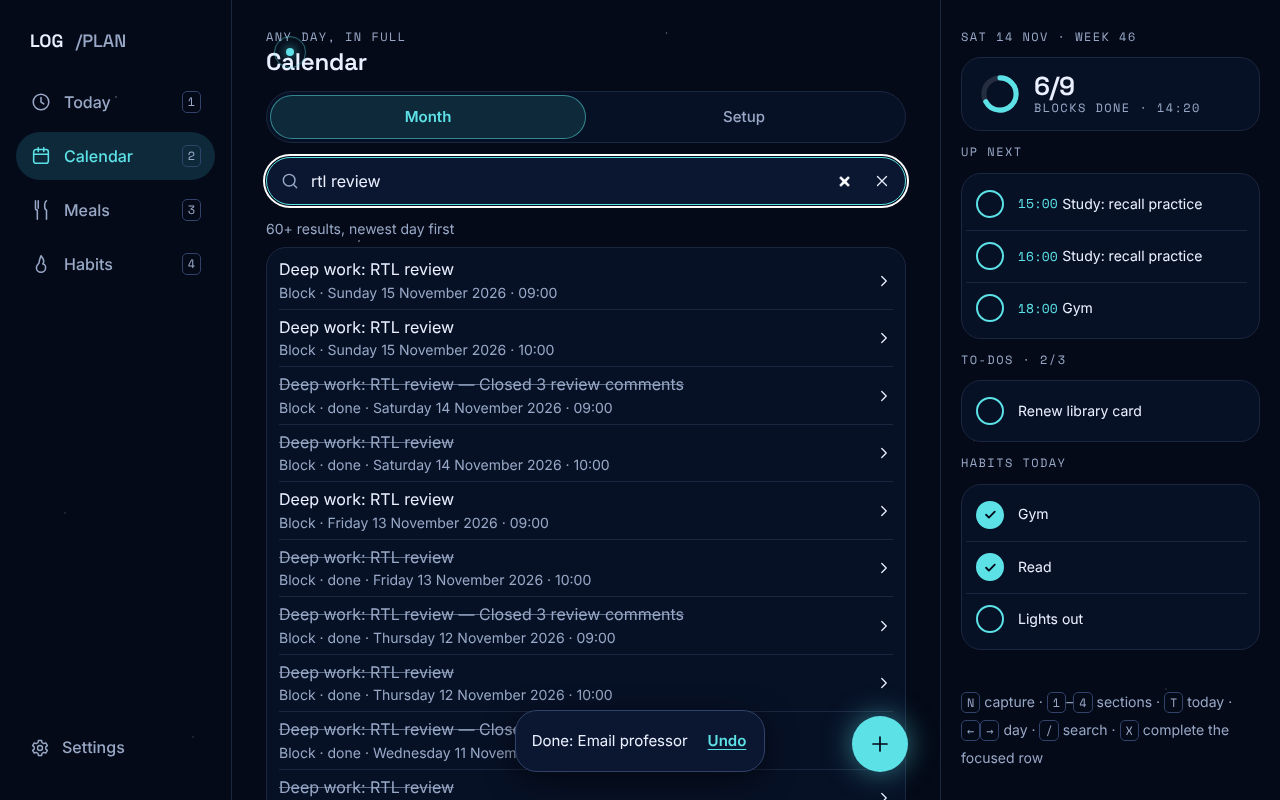 LOG /PLAN
Today 1
Calendar 2
Meals 3
Habits 4
Settings
ANY DAY, IN FULL
Calendar
Month
Setup
rtl review
60+ results, newest day first
Deep work: RTL review
Block · Sunday 15 November 2026 · 09:00
Deep work: RTL review
Block · Sunday 15 November 2026 · 10:00
Deep work: RTL review — Closed 3 review comments
Block · done · Saturday 14 November 2026 · 09:00
Deep work: RTL review
Block · done · Saturday 14 November 2026 · 10:00
Deep work: RTL review
Block · Friday 13 November 2026 · 09:00
Deep work: RTL review
Block · done · Friday 13 November 2026 · 10:00
Deep work: RTL review — Closed 3 review comments
Block · done · Thursday 12 November 2026 · 09:00
Deep work: RTL review
Block · done · Thursday 12 November 2026 · 10:00
Deep work: RTL review — Clos
Block · done · Wednesday 11 Novem
Deep work: RTL review
Done: Email professor Undo
SAT 14 NOV · WEEK 46
6/9
BLOCKS DONE · 14:20
UP NEXT
15:00 Study: recall practice
16:00 Study: recall practice
18:00 Gym
TO-DOS · 2/3
Renew library card
HABITS TODAY
Gym
Read
Lights out
N capture · 1–4 sections · T today ·
← → day · / search · X complete the
focused row